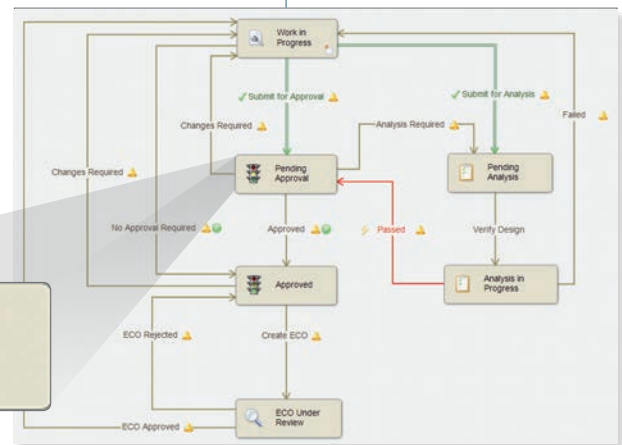 Work in
Progress
Submit for Approval
Submit for Analysis
Failed
Changes Required
Analysis Required
Pending
Approval
Pending
Analysis
Changes Required
No Approval Required
Approved
Passed
Verify Design
Approved
Analysis in
Progress
ECO Rejected
Create ECO
ECO Under
Review
ECO Approved